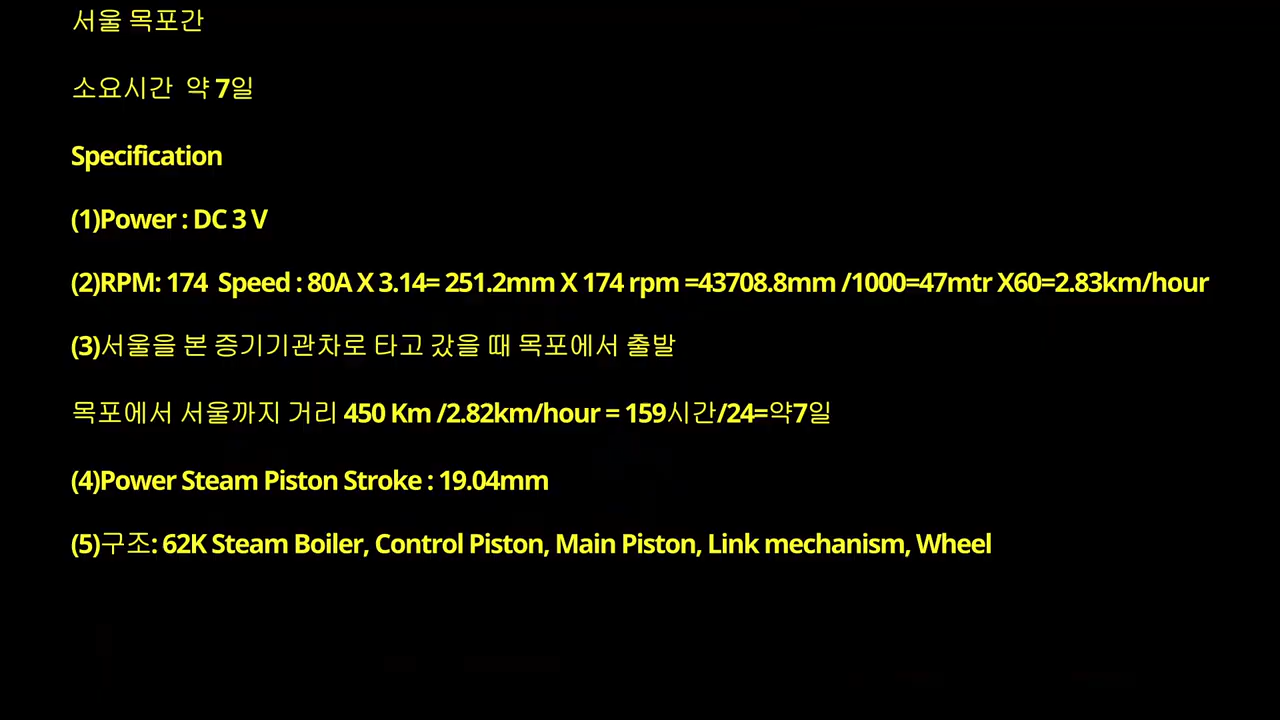 서울 목포간
소요시간 약 7일
Specification
(1)Power : DC 3 V
(2)RPM: 174 Speed : 80A X 3.14= 251.2mm X 174 rpm =43708.8mm /1000=47mtr X60=2.83km/hour
(3)서울을 본 증기기관차로 타고 갔을 때 목포에서 출발
목포에서 서울까지 거리 450 Km /2.82km/hour = 159시간/24=약7일
(4)Power Steam Piston Stroke : 19.04mm
(5)구조: 62K Steam Boiler, Control Piston, Main Piston, Link mechanism, Wheel